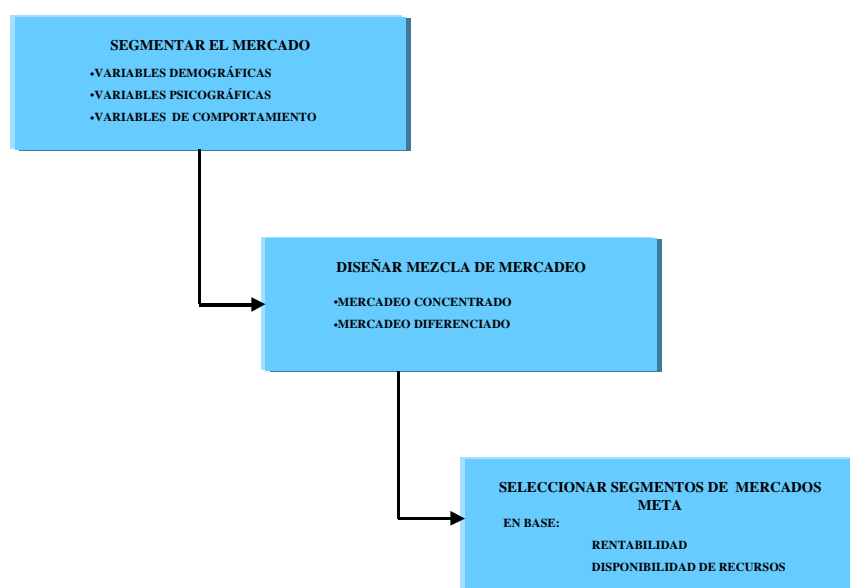 SEGMENTAR EL MERCADO
•VARIABLES DEMOGRÁFICAS
•VARIABLES PSICOGRÁFICAS
•VARIABLES DE COMPORTAMIENTO
DISEÑAR MEZCLA DE MERCADEO
•MERCADEO CONCENTRADO
•MERCADEO DIFERENCIADO
SELECCIONAR SEGMENTOS DE MERCADOS
META
EN BASE:
RENTABILIDAD
DISPONIBILIDAD DE RECURSOS